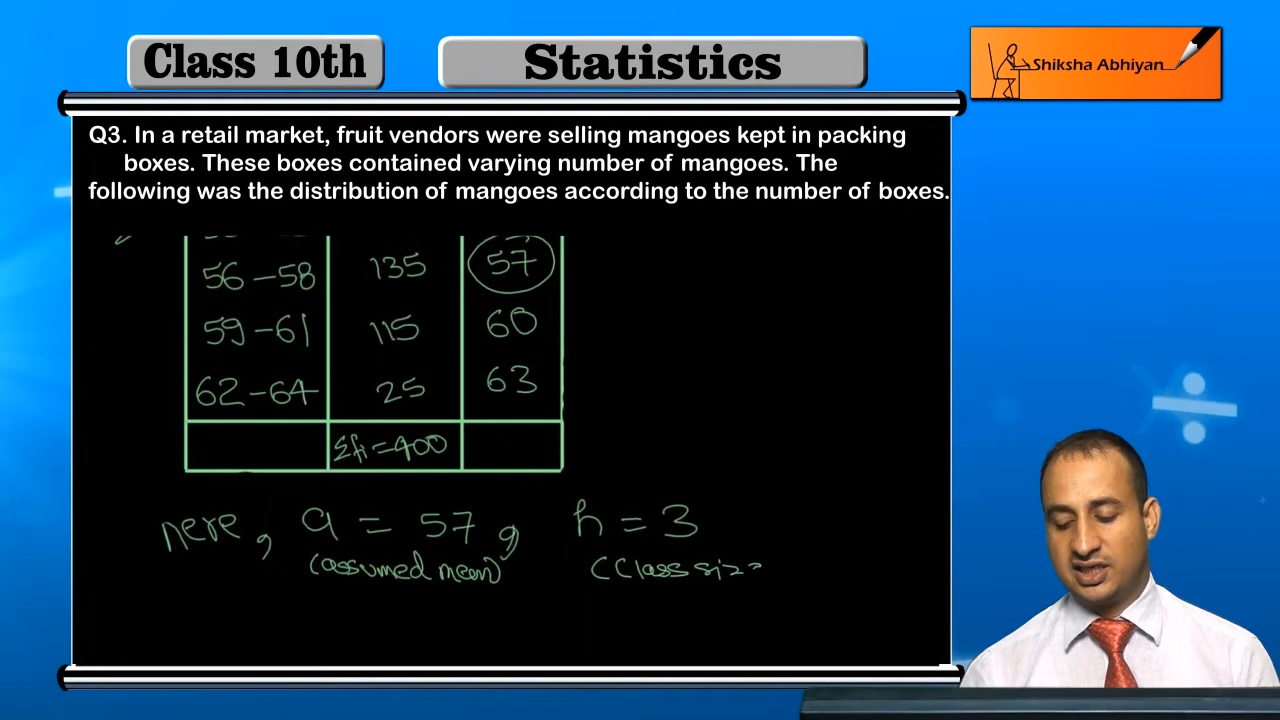 Class 10th
Statistics
Shiksha Abhiyan
Q3. In a retail market, fruit vendors were selling mangoes kept in packing
boxes. These boxes contained varying number of mangoes. The
following was the distribution of mangoes according to the number of boxes.
56-58 135 57
59-61 115 60
62-64 25 63
Σfi=400
here, a = 57, h = 3
(assumed mean) (Class size